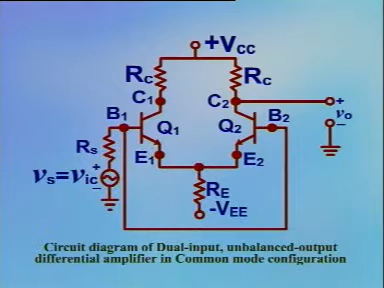 +VCC
RC RC
C1 C2 +
B1 B2 vo
Q1 Q2 −
RS
E1 E2
+
vs=vic RE
−
-VEE
Circuit diagram of Dual-input, unbalanced-output
differential amplifier in Common mode configuration